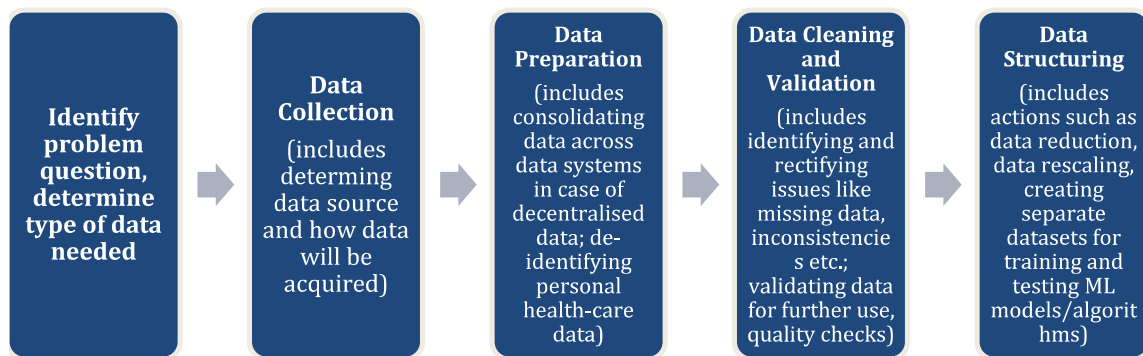 Identify
problem
question,
determine
type of data
needed
Data
Collection
(includes
determining
data source
and how data
will be
acquired)
Data
Preparation
(includes
consolidating
data across
data systems
in case of
decentralised
data; de-
identifying
personal
health-care
data)
Data Cleaning
and
Validation
(includes
identifying and
rectifying
issues like
missing data,
inconsistencie
s etc.;
validating data
for further use,
quality checks)
Data
Structuring
(includes
actions such as
data reduction,
data rescaling,
creating
separate
datasets for
training and
testing ML
models/algorit
hms)